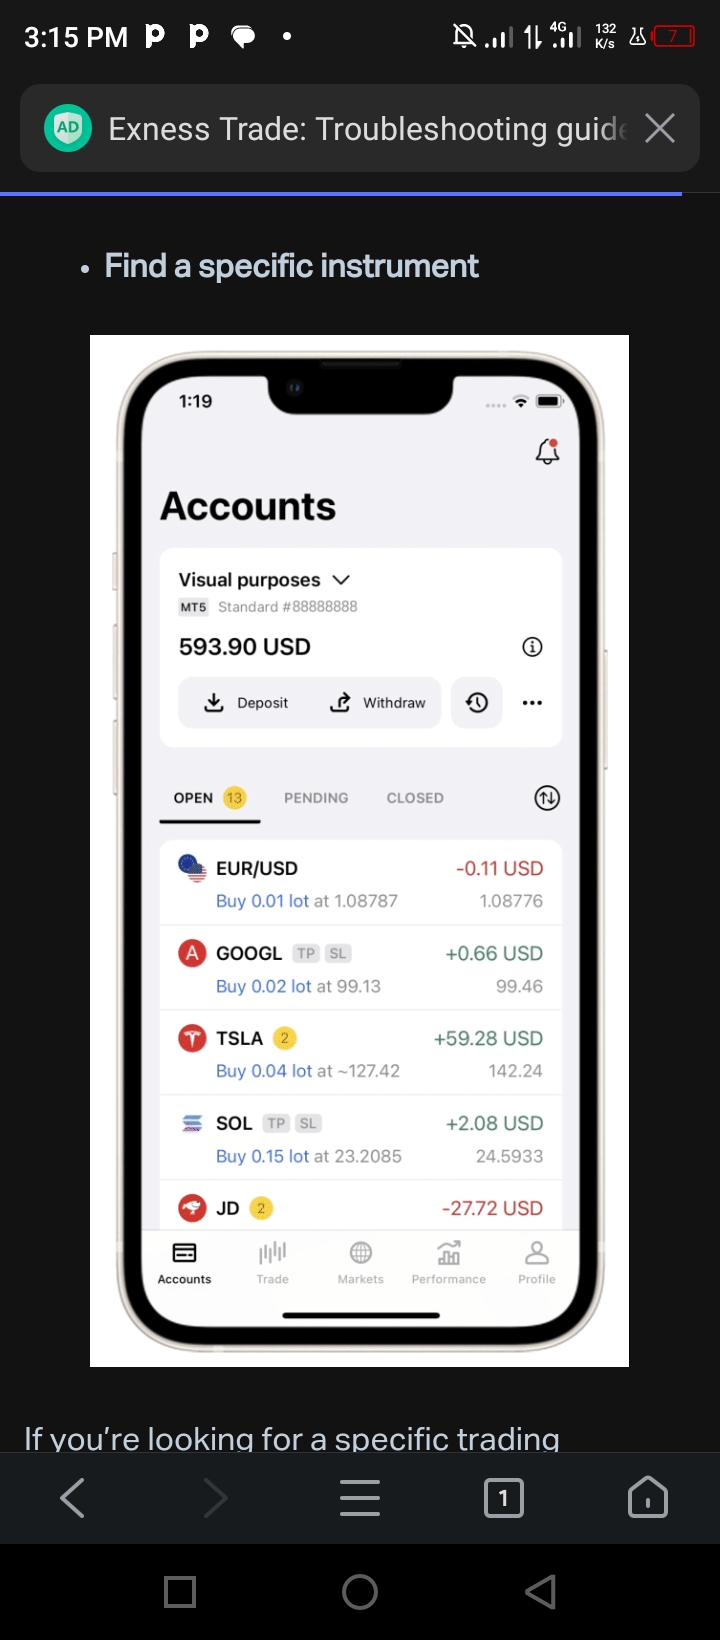 3:15 PM
4G
132
K/s
7
AD Exness Trade: Troubleshooting guide
• Find a specific instrument
1:19
Accounts
Visual purposes
MT5 Standard #88888888
593.90 USD
Deposit Withdraw
OPEN 13 PENDING CLOSED
EUR/USD -0.11 USD
Buy 0.01 lot at 1.08787 1.08776
A GOOGL TP SL +0.66 USD
Buy 0.02 lot at 99.13 99.46
TSLA 2 +59.28 USD
Buy 0.04 lot at ~127.42 142.24
SOL TP SL +2.08 USD
Buy 0.15 lot at 23.2085 24.5933
JD 2 -27.72 USD
Accounts Trade Markets Performance Profile
If you're looking for a specific trading
1